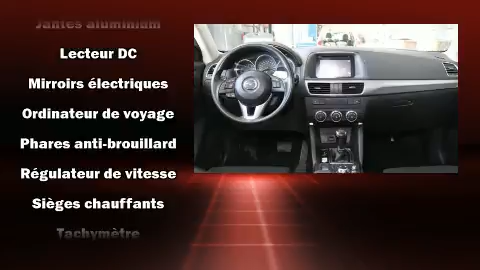 Jantes aluminium
Lecteur DC
Mirroirs électriques
Ordinateur de voyage
Phares anti-brouillard
Régulateur de vitesse
Sièges chauffants
Tachymètre